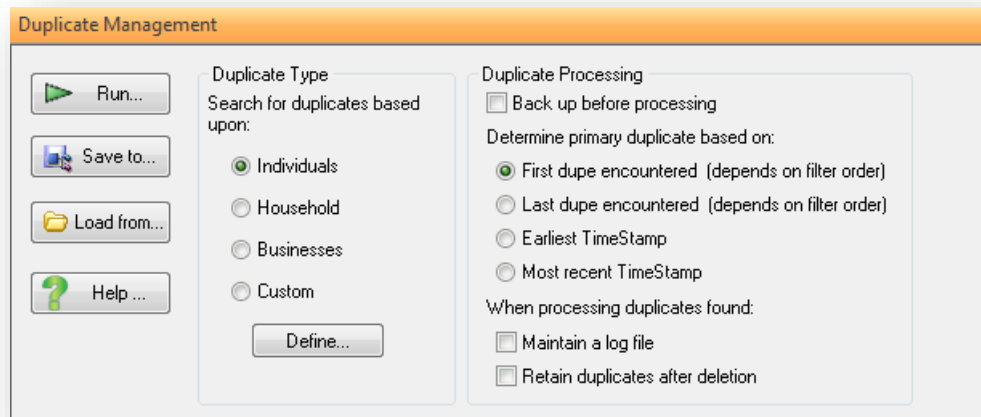 Duplicate Management
Run...
Save to...
Load from...
Help ...
Duplicate Type
Search for duplicates based
upon:
Individuals
Household
Businesses
Custom
Define...
Duplicate Processing
Back up before processing
Determine primary duplicate based on:
First dupe encountered (depends on filter order)
Last dupe encountered (depends on filter order)
Earliest TimeStamp
Most recent TimeStamp
When processing duplicates found:
Maintain a log file
Retain duplicates after deletion